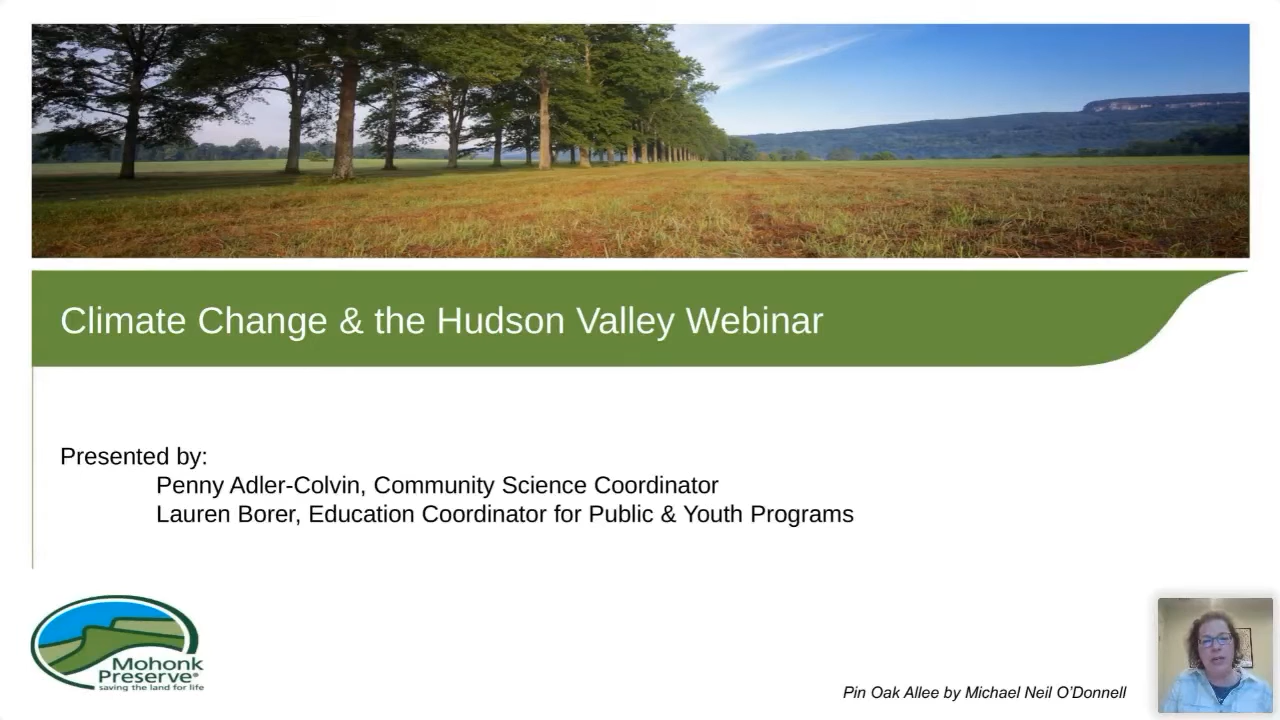 Climate Change & the Hudson Valley Webinar
Presented by:
Penny Adler-Colvin, Community Science Coordinator
Lauren Borer, Education Coordinator for Public & Youth Programs
Mohonk
Preserve®
saving the land for life
Pin Oak Allee by Michael Neil O’Donnell